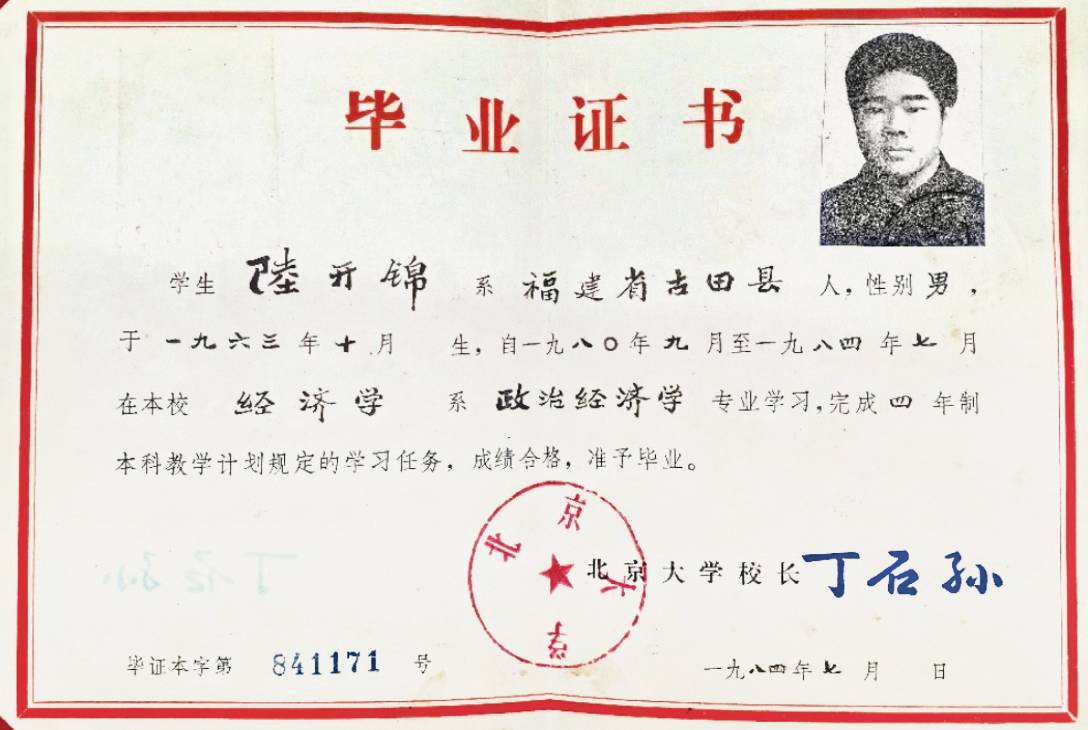 毕业证书
学生 陸开锦 系 福建省古田县 人，性别男，
于 一九六三年十月 生，自一九八〇年九月至一九八四年七月
在本校 经济学 系 政治经济学 专业学习，完成四年制
本科教学计划规定的学习任务，成绩合格，准予毕业。
北京大学
北京大学校长 丁石孙
毕证本字第 841171 号
一九八四年七月 日